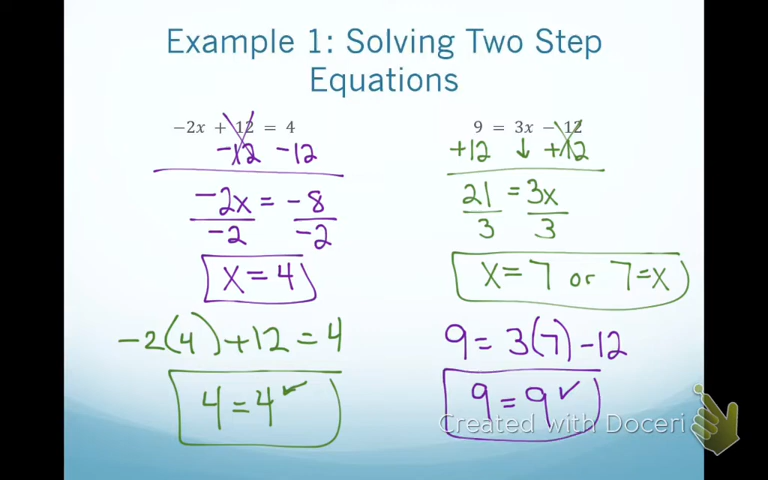 Example 1: Solving Two Step
Equations
−2x + 12 = 4
-12 -12
-2x = -8
-2 -2
x = 4
-2(4) +12 = 4
4 = 4 ✓
9 = 3x − 12
+12 ↓ +12
21 = 3x
3 3
x = 7 or 7 = x
9 = 3(7) -12
9 = 9 ✓
Created with Doceri